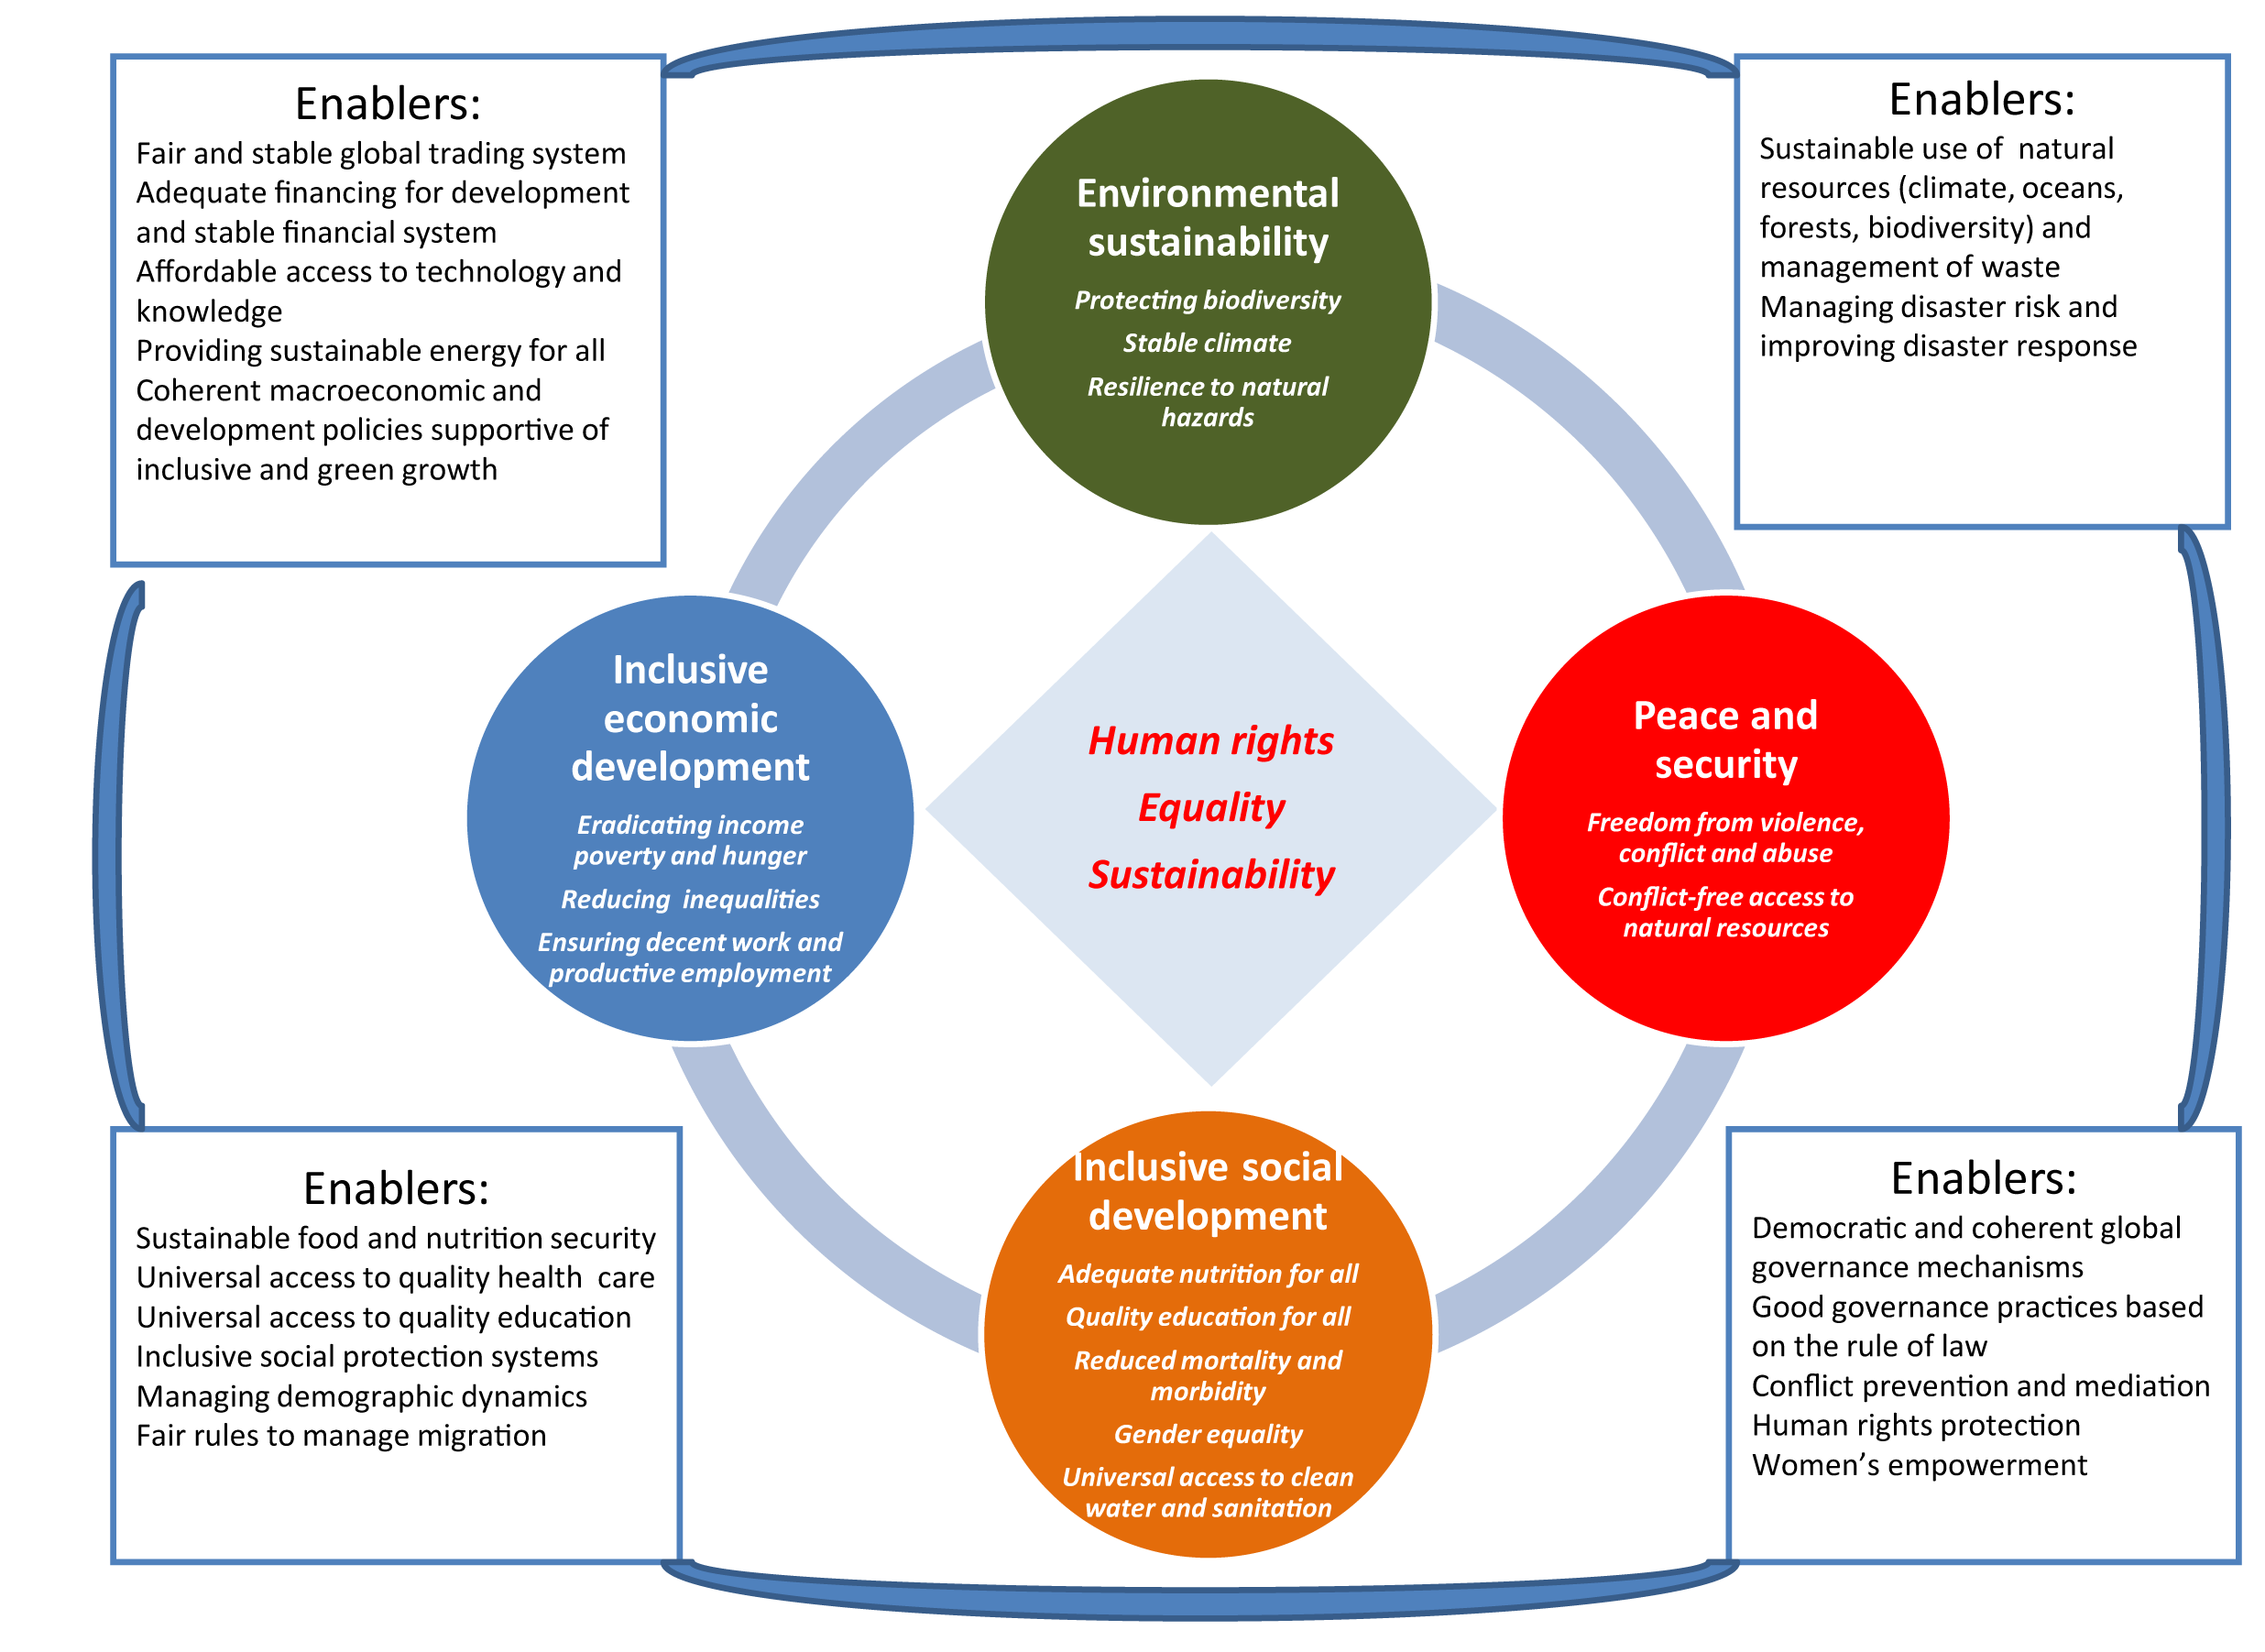 Enablers:
Fair and stable global trading system
Adequate financing for development
and stable financial system
Affordable access to technology and
knowledge
Providing sustainable energy for all
Coherent macroeconomic and
development policies supportive of
inclusive and green growth
Environmental
sustainability
Protecting biodiversity
Stable climate
Resilience to natural
hazards
Enablers:
Sustainable use of  natural
resources (climate, oceans,
forests, biodiversity) and
management of waste
Managing disaster risk and
improving disaster response
Inclusive
economic
development
Eradicating income
poverty and hunger
Reducing  inequalities
Ensuring decent work and
productive employment
Human rights
Equality
Sustainability
Peace and
security
Freedom from violence,
conflict and abuse
Conflict-free access to
natural resources
Enablers:
Sustainable food and nutrition security
Universal access to quality health  care
Universal access to quality education
Inclusive social protection systems
Managing demographic dynamics
Fair rules to manage migration
Inclusive social
development
Adequate nutrition for all
Quality education for all
Reduced mortality and
morbidity
Gender equality
Universal access to clean
water and sanitation
Enablers:
Democratic and coherent global
governance mechanisms
Good governance practices based
on the rule of law
Conflict prevention and mediation
Human rights protection
Women’s empowerment